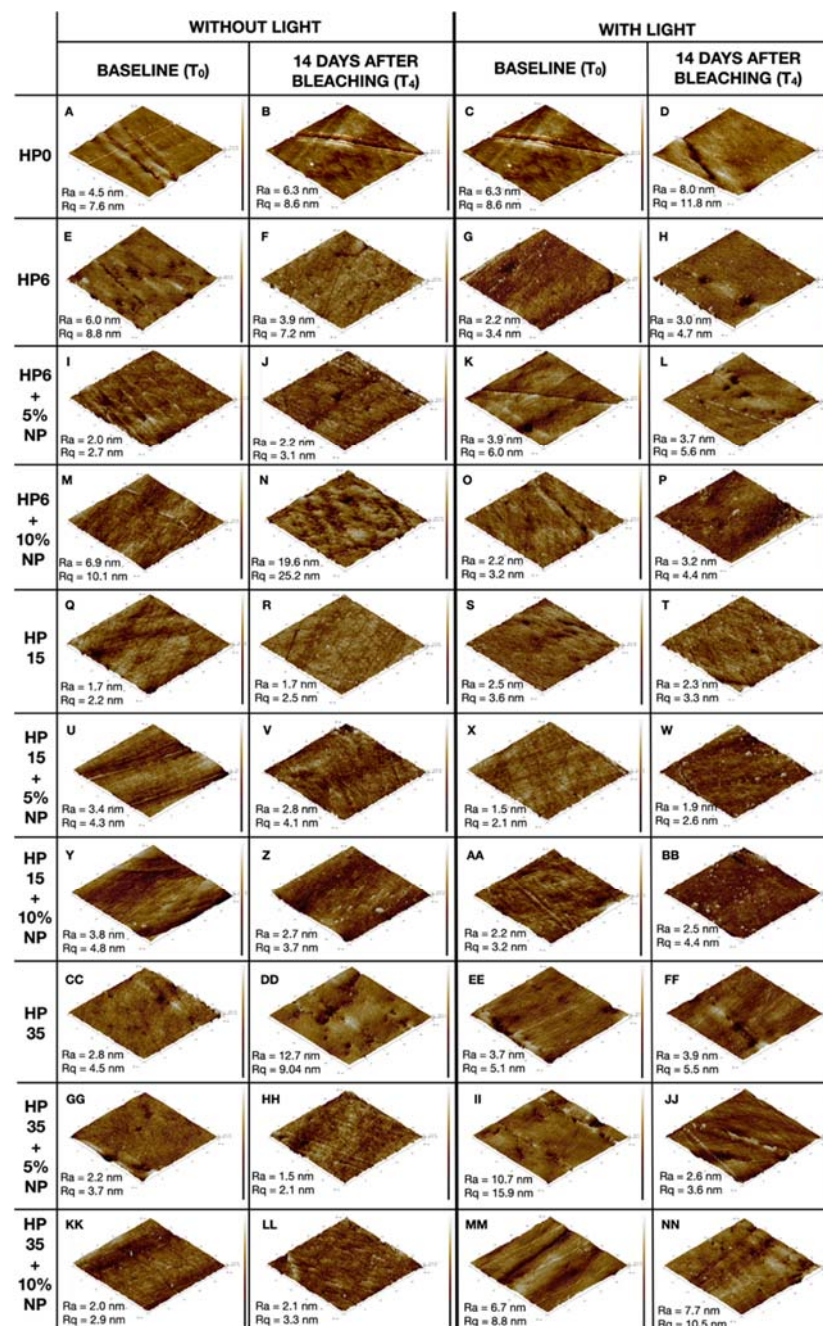 WITHOUT LIGHT
WITH LIGHT
BASELINE (T₀)
14 DAYS AFTER
BLEACHING (T₄)
BASELINE (T₀)
14 DAYS AFTER
BLEACHING (T₄)
HP0
A
Ra = 4.5 nm
Rq = 7.6 nm
B
Ra = 6.3 nm
Rq = 8.6 nm
C
Ra = 6.3 nm
Rq = 8.6 nm
D
Ra = 8.0 nm
Rq = 11.8 nm
HP6
E
Ra = 6.0 nm
Rq = 8.8 nm
F
Ra = 3.9 nm
Rq = 7.2 nm
G
Ra = 2.2 nm
Rq = 3.4 nm
H
Ra = 3.0 nm
Rq = 4.7 nm
HP6
+
5%
NP
I
Ra = 2.0 nm
Rq = 2.7 nm
J
Ra = 2.2 nm
Rq = 3.1 nm
K
Ra = 3.9 nm
Rq = 6.0 nm
L
Ra = 3.7 nm
Rq = 5.6 nm
HP6
+
10%
NP
M
Ra = 6.9 nm
Rq = 10.1 nm
N
Ra = 19.6 nm
Rq = 25.2 nm
O
Ra = 2.2 nm
Rq = 3.2 nm
P
Ra = 3.2 nm
Rq = 4.4 nm
HP
15
Q
Ra = 1.7 nm
Rq = 2.2 nm
R
Ra = 1.7 nm
Rq = 2.5 nm
S
Ra = 2.5 nm
Rq = 3.6 nm
T
Ra = 2.3 nm
Rq = 3.3 nm
HP
15
+
5%
NP
U
Ra = 3.4 nm
Rq = 4.3 nm
V
Ra = 2.8 nm
Rq = 4.1 nm
X
Ra = 1.5 nm
Rq = 2.1 nm
W
Ra = 1.9 nm
Rq = 2.6 nm
HP
15
+
10%
NP
Y
Ra = 3.8 nm
Rq = 4.8 nm
Z
Ra = 2.7 nm
Rq = 3.7 nm
AA
Ra = 2.2 nm
Rq = 3.2 nm
BB
Ra = 2.5 nm
Rq = 4.4 nm
HP
35
CC
Ra = 2.8 nm
Rq = 4.5 nm
DD
Ra = 12.7 nm
Rq = 9.04 nm
EE
Ra = 3.7 nm
Rq = 5.1 nm
FF
Ra = 3.9 nm
Rq = 5.5 nm
HP
35
+
5%
NP
GG
Ra = 2.2 nm
Rq = 3.7 nm
HH
Ra = 1.5 nm
Rq = 2.1 nm
II
Ra = 10.7 nm
Rq = 15.9 nm
JJ
Ra = 2.6 nm
Rq = 3.6 nm
HP
35
+
10%
NP
KK
Ra = 2.0 nm
Rq = 2.9 nm
LL
Ra = 2.1 nm
Rq = 3.3 nm
MM
Ra = 6.7 nm
Rq = 8.8 nm
NN
Ra = 7.7 nm
Rq = 10.5 nm